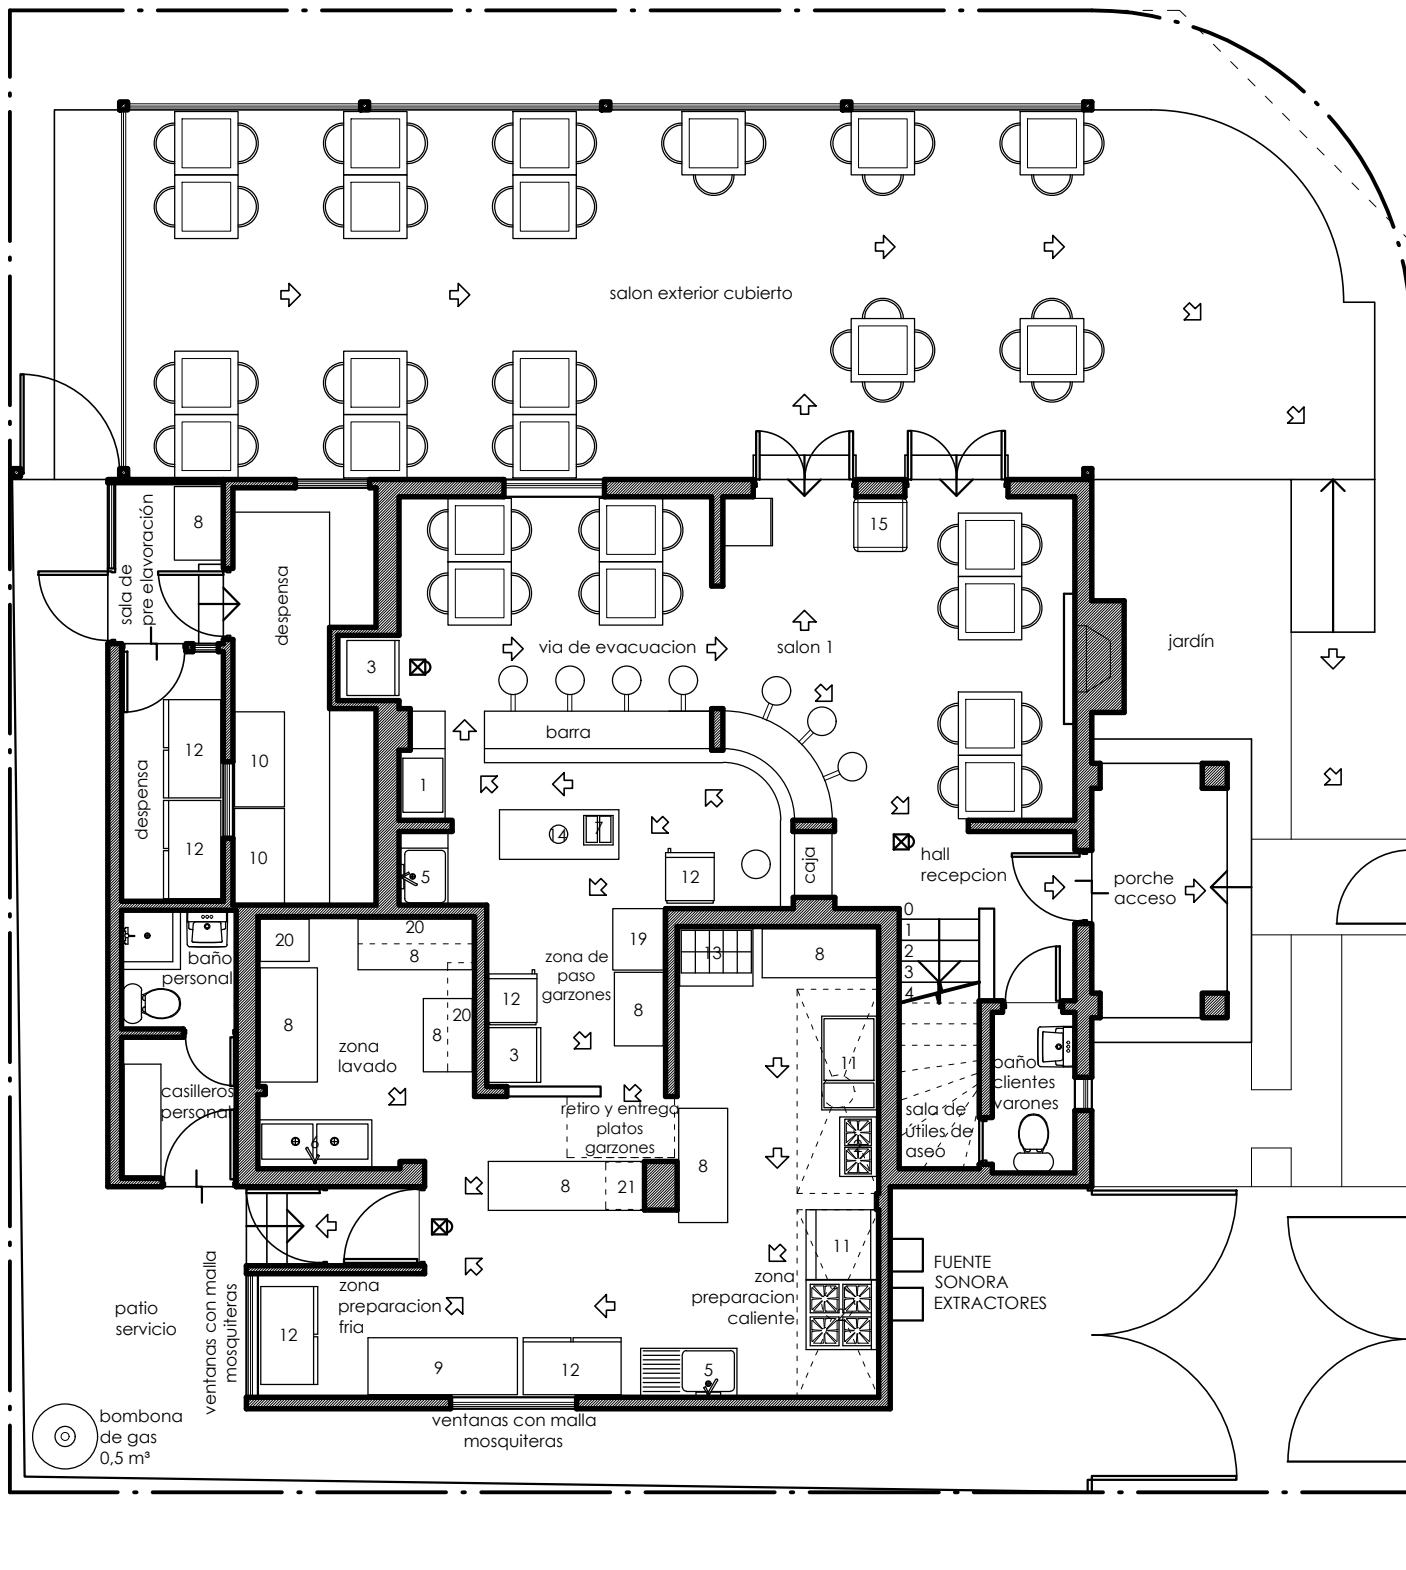 salon exterior cubierto
8
15
sala de
pre elavoración
despensa
via de evacuacion
salon 1
jardín
3
barra
12
10
1
despensa
14
7
12
10
5
12
caja
hall
recepcion
porche
acceso
0
1
2
3
4
20
20
8
19
13
8
baño
personal
zona de
paso
garzones
12
8
20
8
8
zona
lavado
3
11
baño
clientes
varones
casilleros
personal
retiro y entrega
platos
garzones
sala de
útiles de
aseó
6
8
21
8
11
zona
preparacion
fria
zona
preparacion
caliente
FUENTE
SONORA
EXTRACTORES
patio
servicio
ventanas con malla
mosquiteras
12
9
12
5
bombona
de gas
0,5 m³
ventanas con malla
mosquiteras